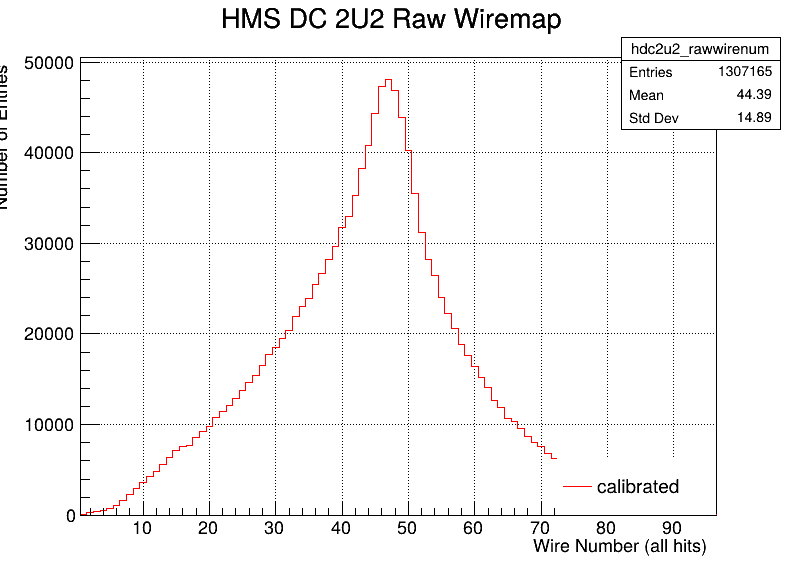 HMS DC 2U2 Raw Wiremap
hdc2u2_rawwirenum
Entries 1307165
Mean 44.39
Std Dev 14.89
Number of Entries
50000
40000
30000
20000
10000
0
10 20 30 40 50 60 70 80 90
Wire Number (all hits)
calibrated